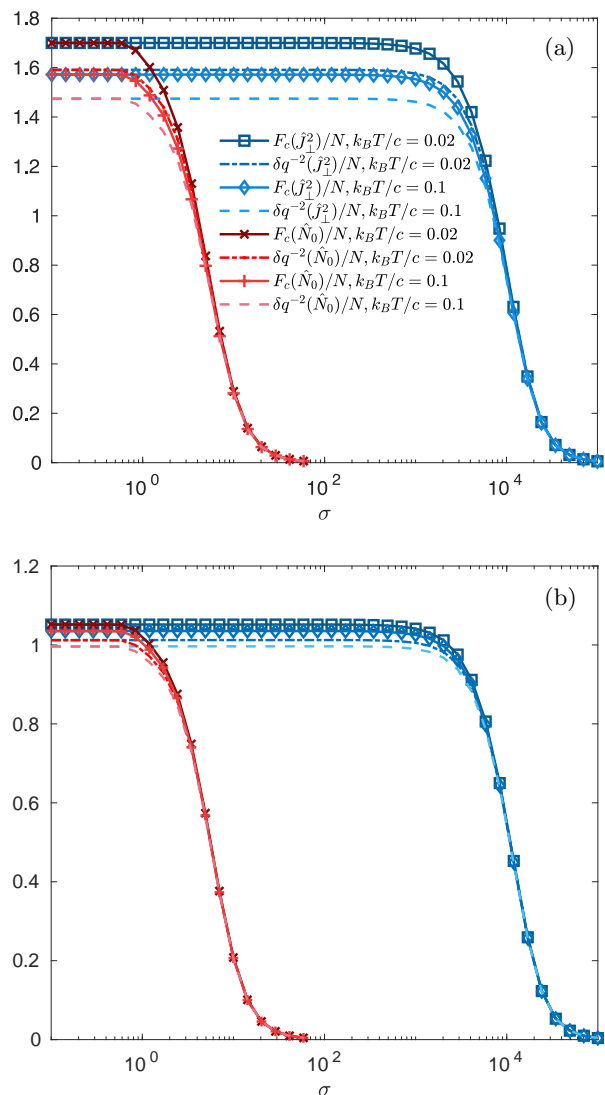 1.8
(a)
1.6
1.4
1.2
1
0.8
0.6
0.4
0.2
0
F_c(ĵ_⊥^2)/N, k_BT/c = 0.02
δq^{-2}(ĵ_⊥^2)/N, k_BT/c = 0.02
F_c(ĵ_⊥^2)/N, k_BT/c = 0.1
δq^{-2}(ĵ_⊥^2)/N, k_BT/c = 0.1
F_c(N̂_0)/N, k_BT/c = 0.02
δq^{-2}(N̂_0)/N, k_BT/c = 0.02
F_c(N̂_0)/N, k_BT/c = 0.1
δq^{-2}(N̂_0)/N, k_BT/c = 0.1
10^0 10^2 10^4
σ
1.2
(b)
1
0.8
0.6
0.4
0.2
0
10^0 10^2 10^4
σ